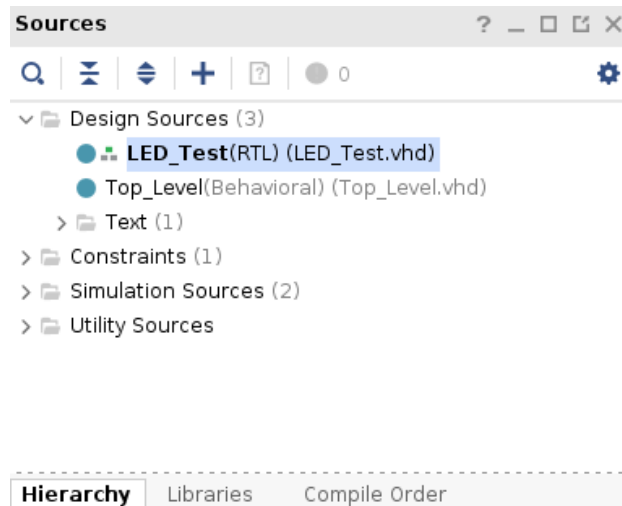 Sources ? _
0
Design Sources (3)
LED_Test(RTL) (LED_Test.vhd)
Top_Level(Behavioral) (Top_Level.vhd)
Text (1)
Constraints (1)
Simulation Sources (2)
Utility Sources
Hierarchy Libraries Compile Order